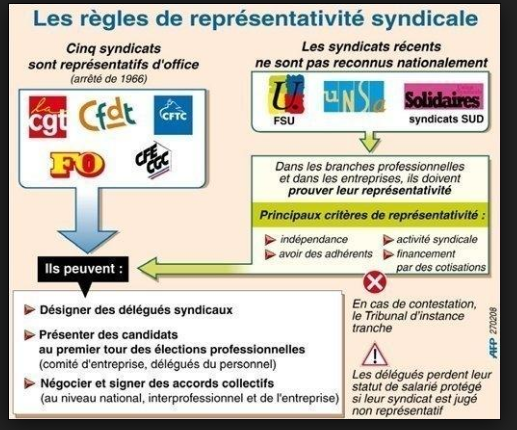 Les règles de représentativité syndicale
Cinq syndicats
sont représentatifs d'office
(arrêté de 1966)
la
cgt
Cfdt
CFTC
FO
CFE
CGC
Les syndicats récents
ne sont pas reconnus nationalement
U.
FSU
UNSa
Solidaires
syndicats SUD
Dans les branches professionnelles
et dans les entreprises, ils doivent
prouver leur représentativité
Principaux critères de représentativité :
indépendance
avoir des adhérents
activité syndicale
financement
par des cotisations
Ils peuvent :
Désigner des délégués syndicaux
Présenter des candidats
au premier tour des élections professionnelles
(comité d'entreprise, délégués du personnel)
Négocier et signer des accords collectifs
(au niveau national, interprofessionnel et de l'entreprise)
En cas de contestation,
le Tribunal d'instance
tranche
Les délégués perdent leur
statut de salarié protégé
si leur syndicat est jugé
non représentatif
AFP 270208